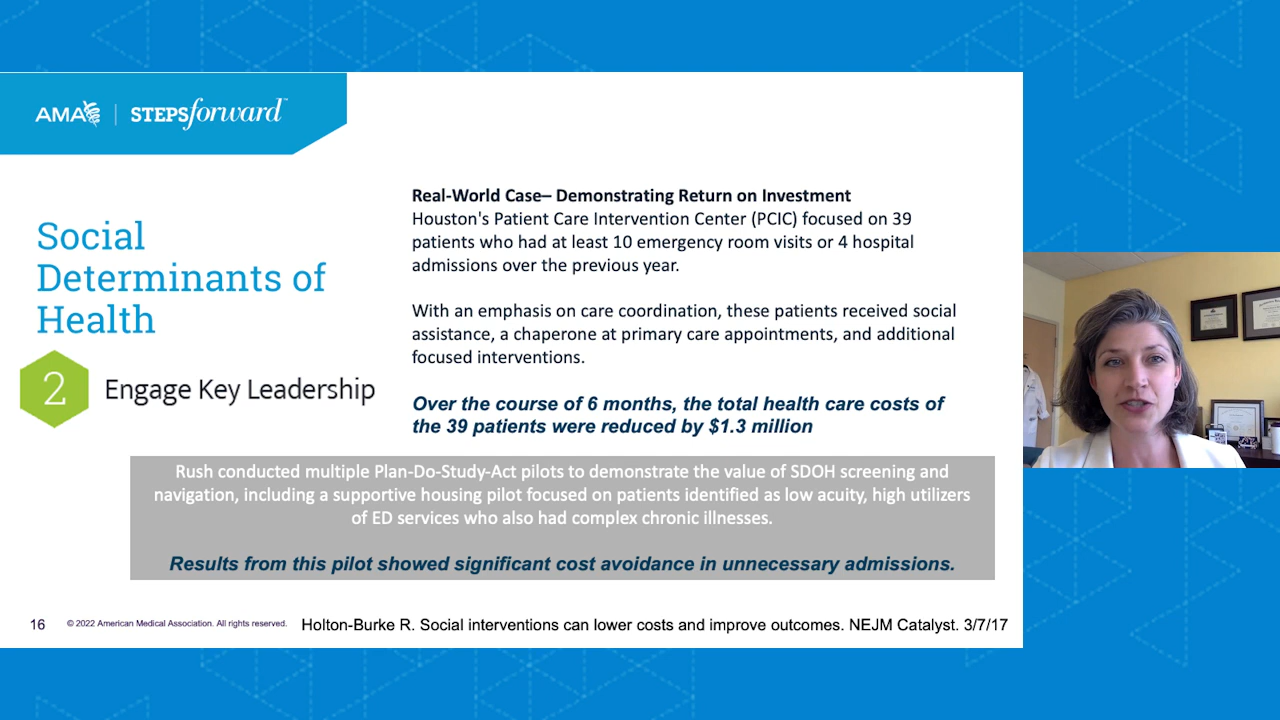 AMA | STEPSforward™
Social
Determinants of
Health
2 Engage Key Leadership
Real-World Case– Demonstrating Return on Investment
Houston's Patient Care Intervention Center (PCIC) focused on 39
patients who had at least 10 emergency room visits or 4 hospital
admissions over the previous year.
With an emphasis on care coordination, these patients received social
assistance, a chaperone at primary care appointments, and additional
focused interventions.
Over the course of 6 months, the total health care costs of
the 39 patients were reduced by $1.3 million
Rush conducted multiple Plan-Do-Study-Act pilots to demonstrate the value of SDOH screening and
navigation, including a supportive housing pilot focused on patients identified as low acuity, high utilizers
of ED services who also had complex chronic illnesses.
Results from this pilot showed significant cost avoidance in unnecessary admissions.
16 © 2022 American Medical Association. All rights reserved. Holton-Burke R. Social interventions can lower costs and improve outcomes. NEJM Catalyst. 3/7/17